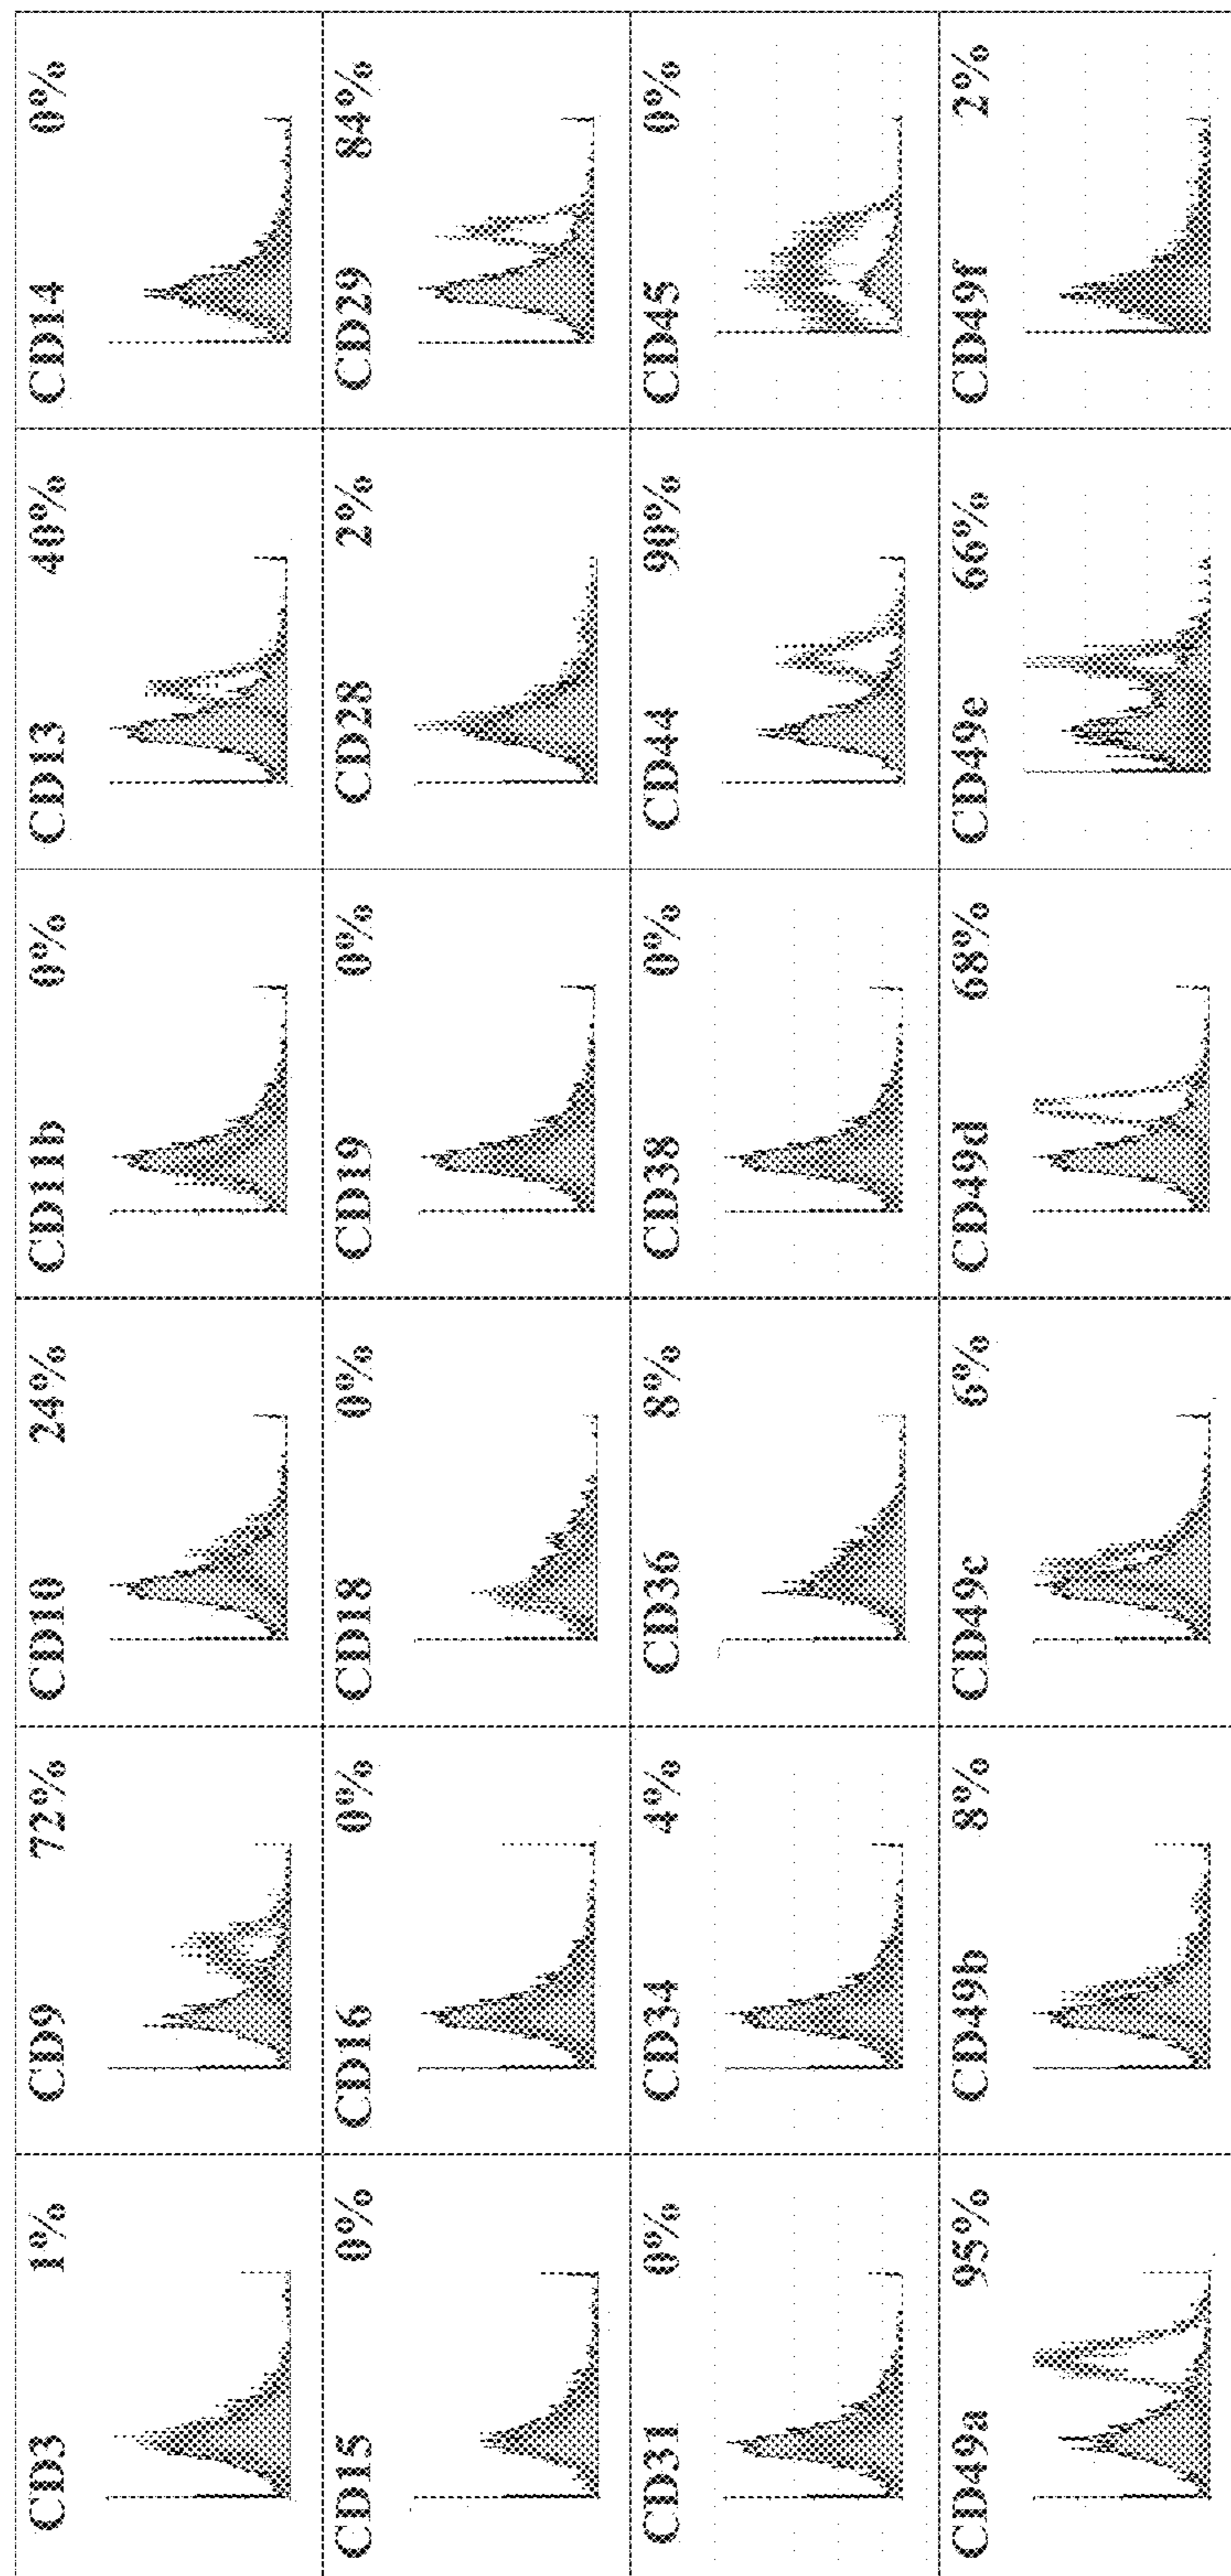 CD3 1%
CD9 72%
CD10 24%
CD11b 0%
CD13 40%
CD14 0%
CD15 0%
CD16 0%
CD18 0%
CD19 0%
CD28 2%
CD29 84%
CD31 0%
CD34 4%
CD36 8%
CD38 0%
CD44 90%
CD45 0%
CD49a 95%
CD49b 8%
CD49c 6%
CD49d 68%
CD49e 66%
CD49f 2%